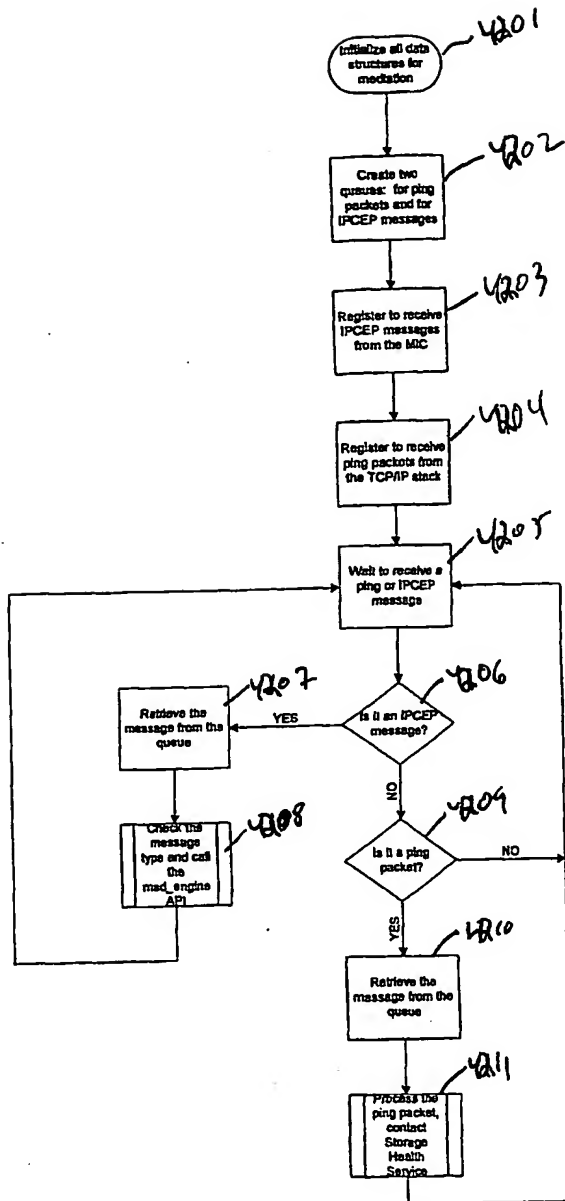 4201
Initialize all data
structures for
mediation
4202
Create two
queues: for ping
packets and for
IPCEP messages
4203
Register to receive
IPCEP messages
from the MIC
4204
Register to receive
ping packets from
the TCP/IP stack
4205
Wait to receive a
ping or IPCEP
message
4206
Is it an IPCEP
message?
YES
NO
4207
Retrieve the
message from the
queue
4208
Check the
message
type and call
the
med_engine
API
4209
Is it a ping
packet?
NO
YES
4210
Retrieve the
message from the
queue
4211
Process the
ping packet,
contact
Storage
Health
Service